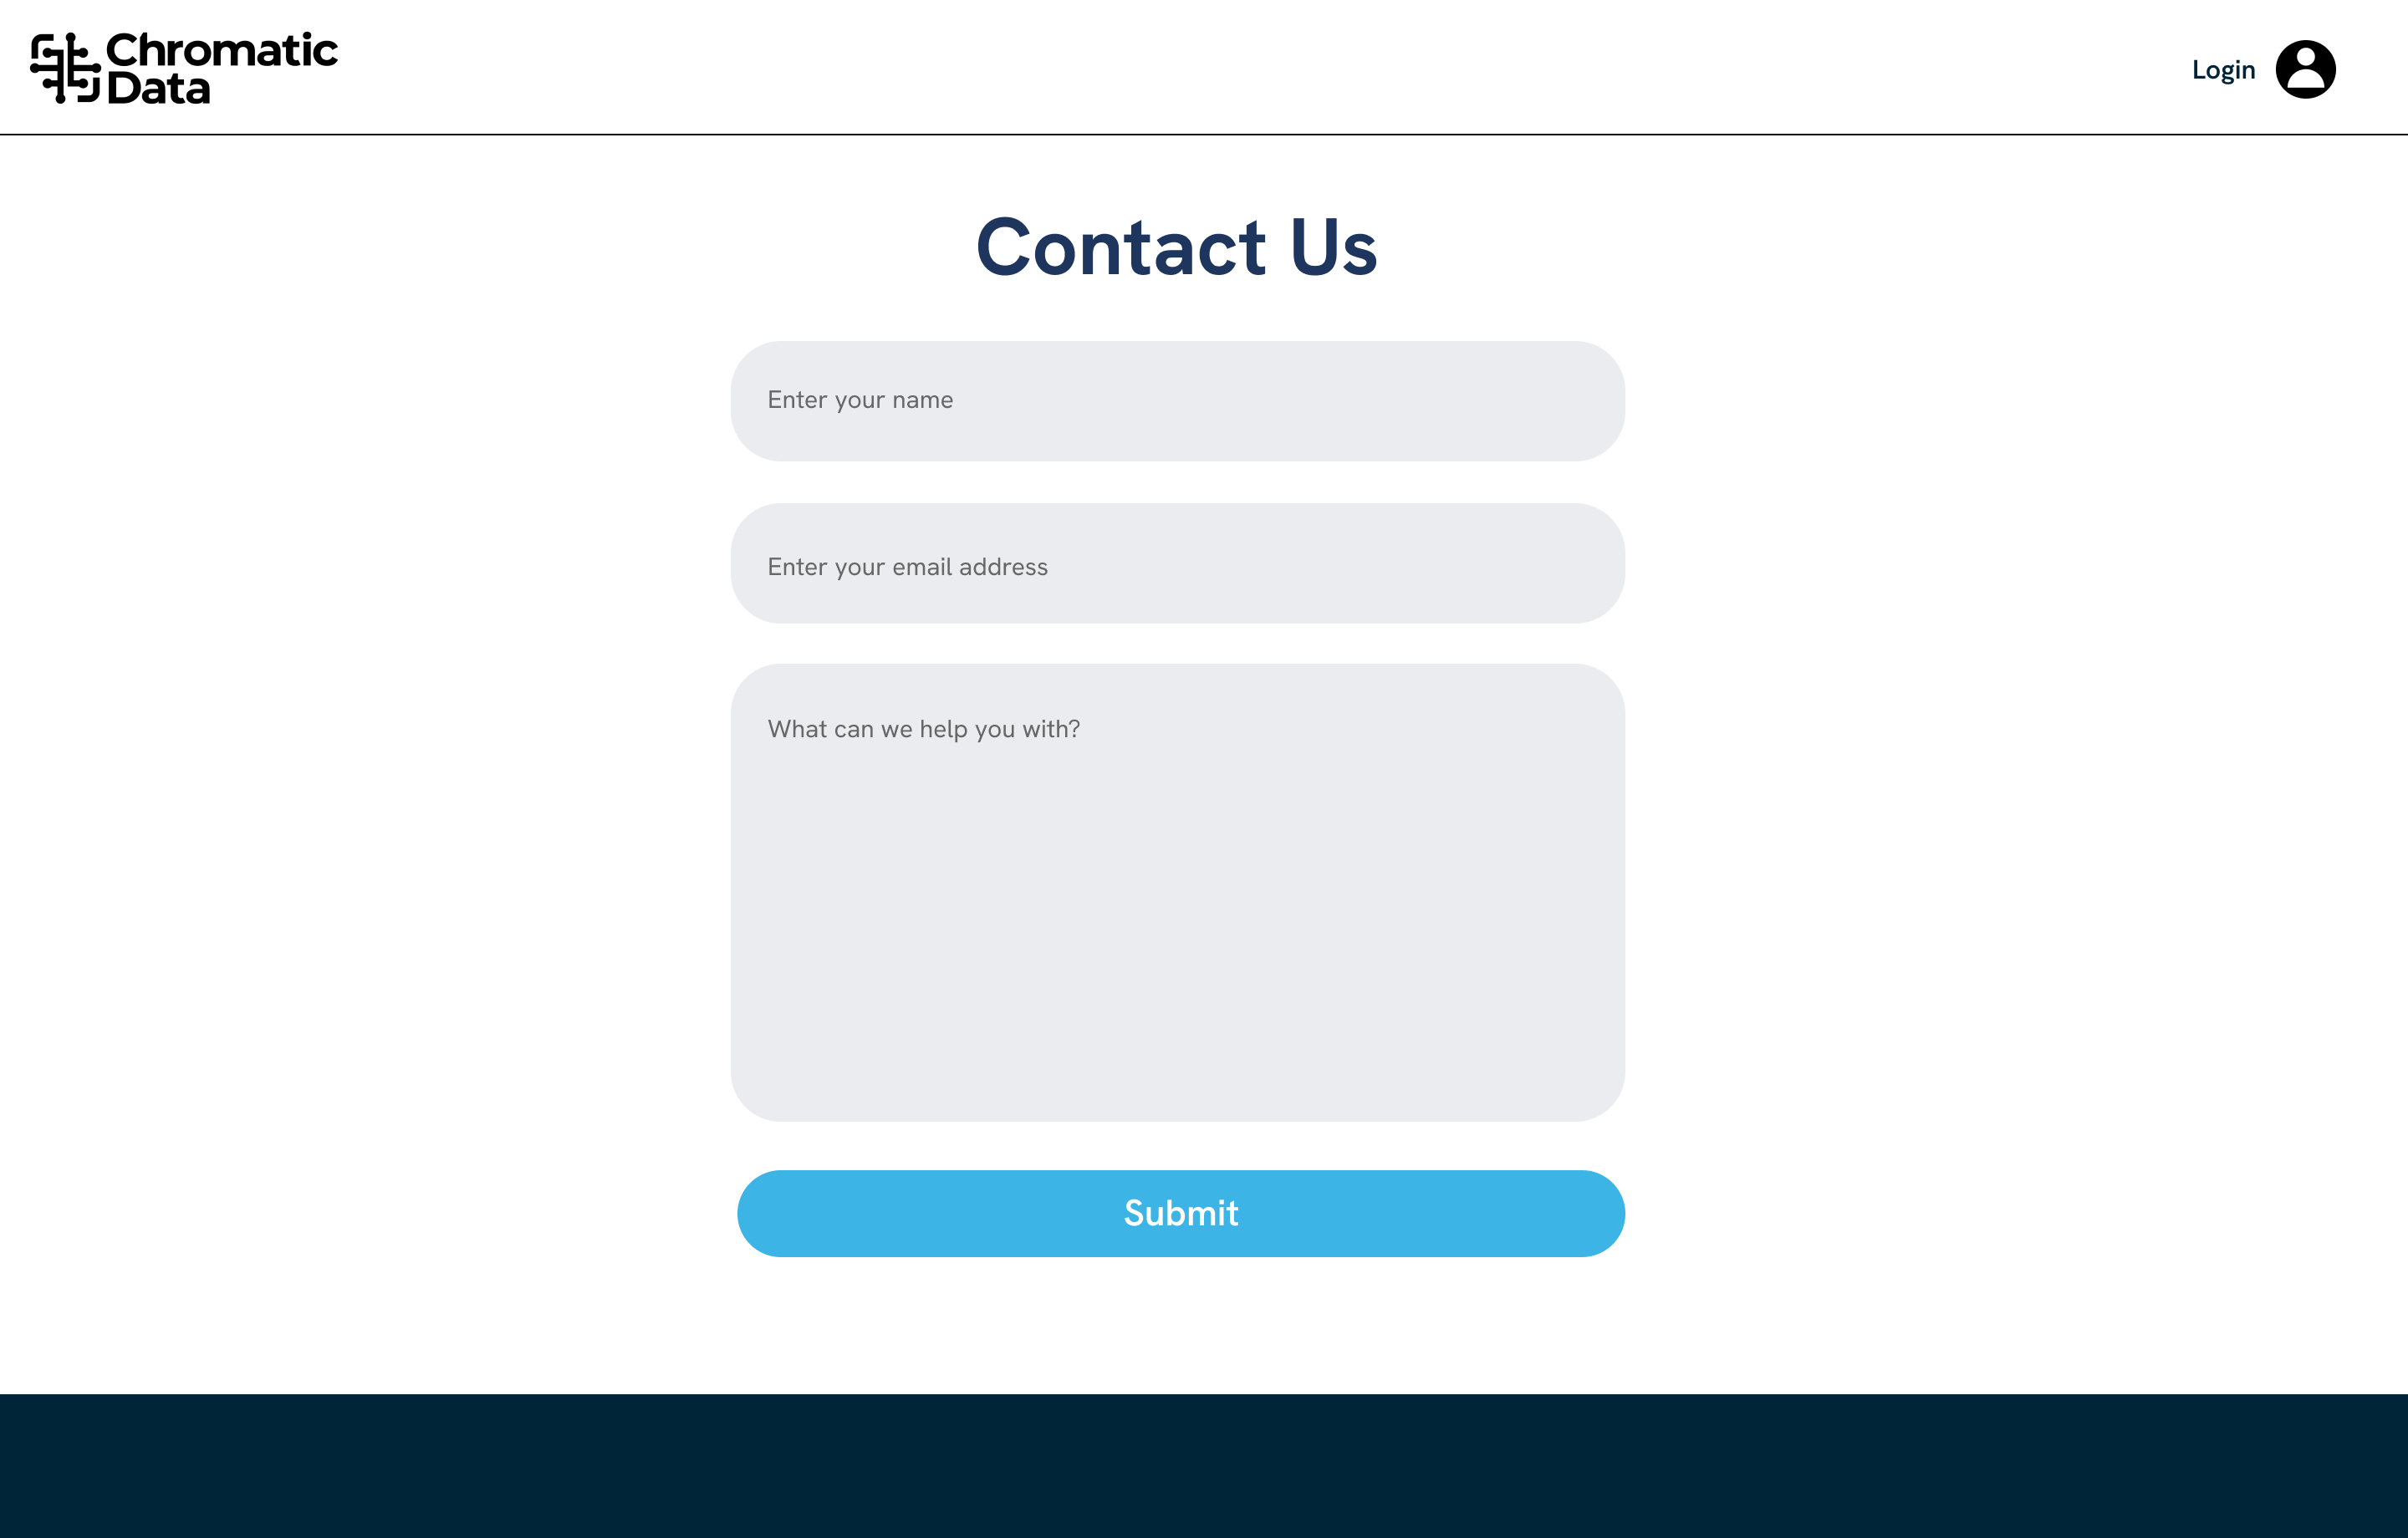 Chromatic
Data
Login
Contact Us
Enter your name
Enter your email address
What can we help you with?
Submit